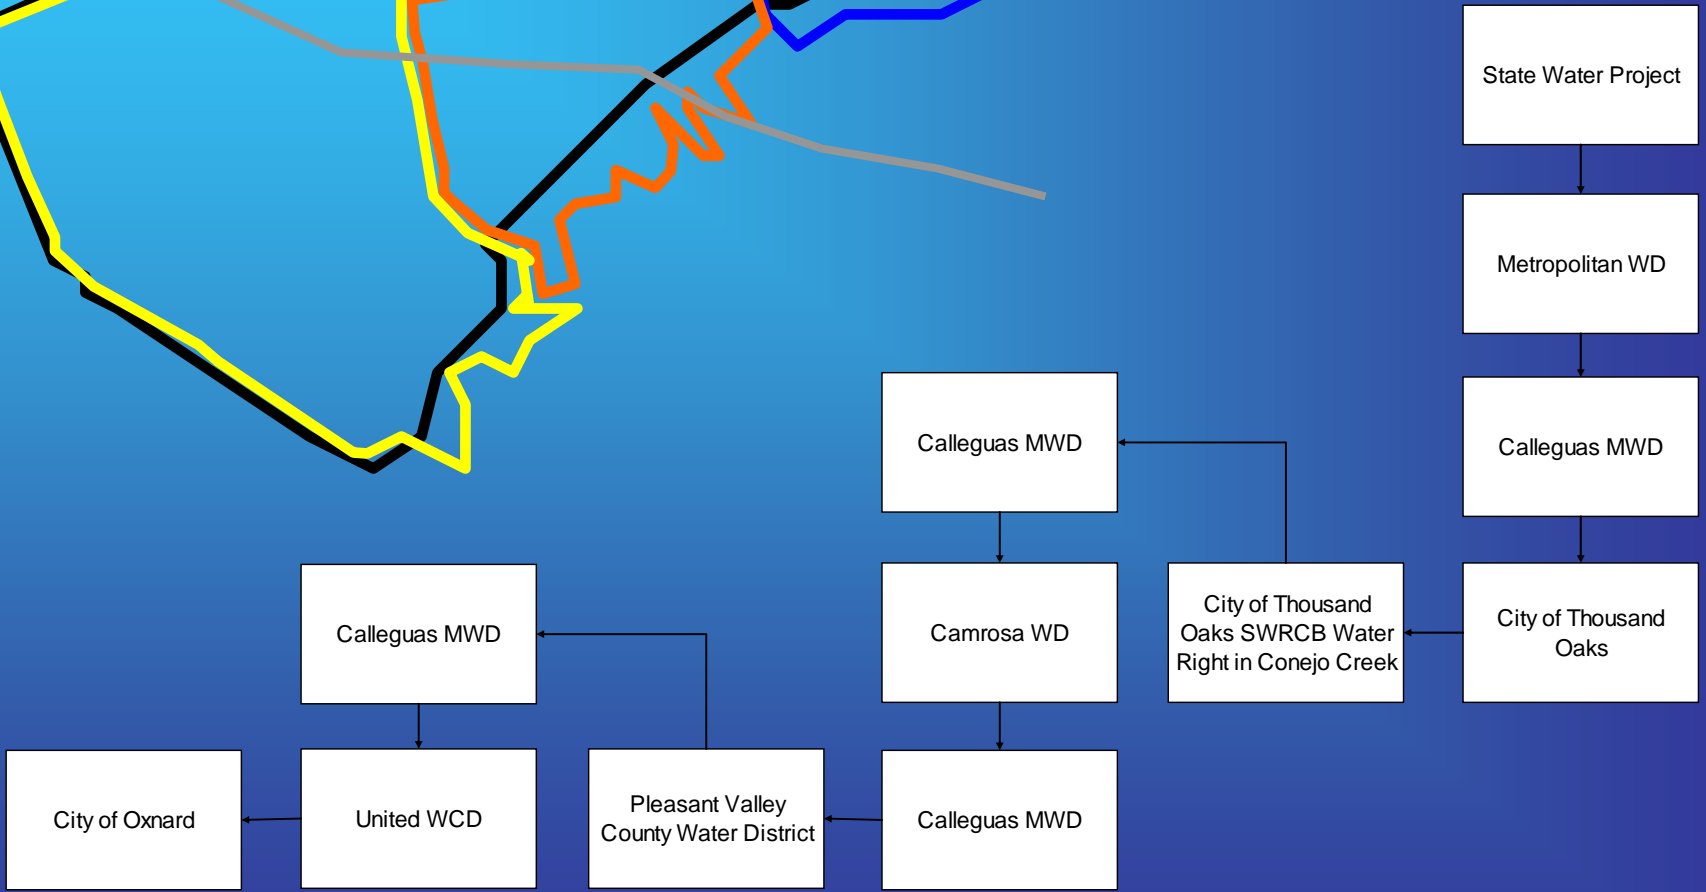 State Water Project
Metropolitan WD
Calleguas MWD
City of Thousand
Oaks
City of Thousand
Oaks SWRCB Water
Right in Conejo Creek
Calleguas MWD
Camrosa WD
Calleguas MWD
Pleasant Valley
County Water District
Calleguas MWD
United WCD
City of Oxnard